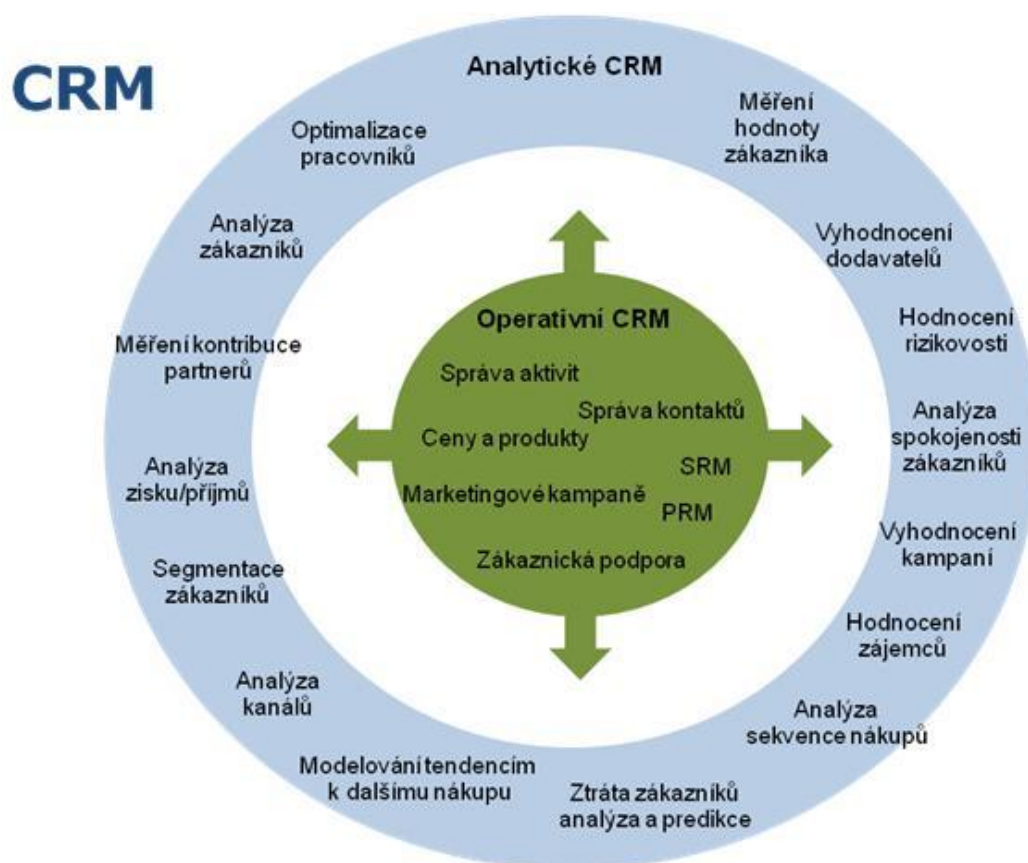 CRM
Analytické CRM
Optimalizace
pracovníků
Měření
hodnoty
zákazníka
Analýza
zákazníků
Vyhodnocení
dodavatelů
Měření kontribuce
partnerů
Hodnocení
rizikovosti
Analýza
zisku/příjmů
Analýza
spokojenosti
zákazníků
Segmentace
zákazníků
Vyhodnocení
kampaní
Analýza
kanálů
Hodnocení
zájemců
Modelování tendencím
k dalšímu nákupu
Ztráta zákazníků
analýza a predikce
Analýza
sekvence nákupů
Operativní CRM
Správa aktivit
Správa kontaktů
Ceny a produkty
SRM
Marketingové kampaně
PRM
Zákaznická podpora